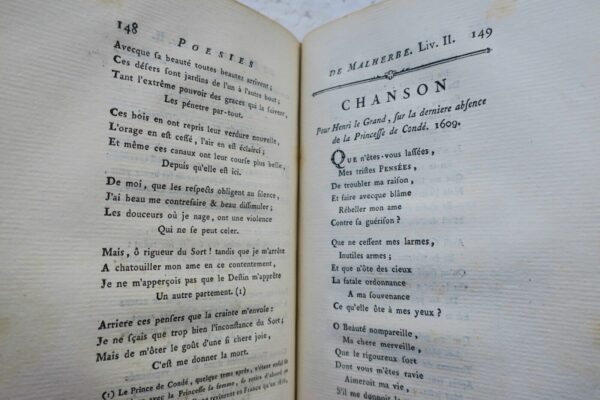 148 POESIES
Avecque sa beauté toutes beautés arrivent ;
Ces déserts sont jardins de l'un à l'autre bout ;
Tant l'extrême pouvoir des graces qui la suivent,
Les pénetre par-tout.
Ces bois en ont repris leur verdure nouvelle,
L'orage en est cessé, l'air en est éclairci ;
Et même ces canaux ont leur course plus belle,
Depuis qu'elle est ici.
De moi, que les respects obligent au silence,
J'ai beau me contrefaire & beau dissimuler ;
Les douceurs où je nage, ont une violence
Qui ne se peut celer.
Mais, ô rigueur du Sort ! tandis que je m'arrête
A chatouiller mon ame en ce contentement,
Je ne m'apperçois pas que le Destin m'apprête
Un autre partement. (1)
Arriere ces pensers que la crainte m'envoie :
Je ne sçais que trop bien l'inconstance du Sort ;
Mais de m'ôter le goût d'une si chere joie,
C'est me donner la mort.
(1) Le Prince de Condé, quelque tems après, s'étant
avec la Princesse sa femme, se retira d'abord
en France qu'en
DE MALHERBE. LIV. II. 149
CHANSON
Pour Henri le Grand, sur la derniere absence
de la Princesse de Condé. 1609.
QUE n'êtes-vous lassées,
Mes tristes PENSÉES,
De troubler ma raison,
Et faire avecque blâme
Rébeller mon ame
Contre sa guérison ?
Que ne cessent mes larmes,
Inutiles armes ;
Et que n'ôte des cieux
La fatale ordonnance
A ma souvenance
Ce qu'elle ôte à mes yeux ?
O Beauté nompareille,
Ma chere merveille,
Que le rigoureux sort
Dont vous m'êtes ravie
Aimeroit ma vie,